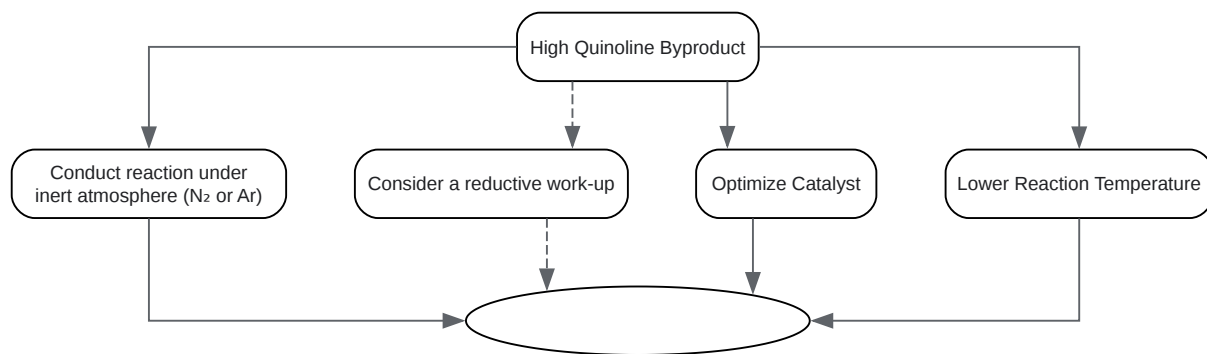 High Quinoline Byproduct
Conduct reaction under
inert atmosphere (N₂ or Ar)
Consider a reductive work-up
Optimize Catalyst
Lower Reaction Temperature